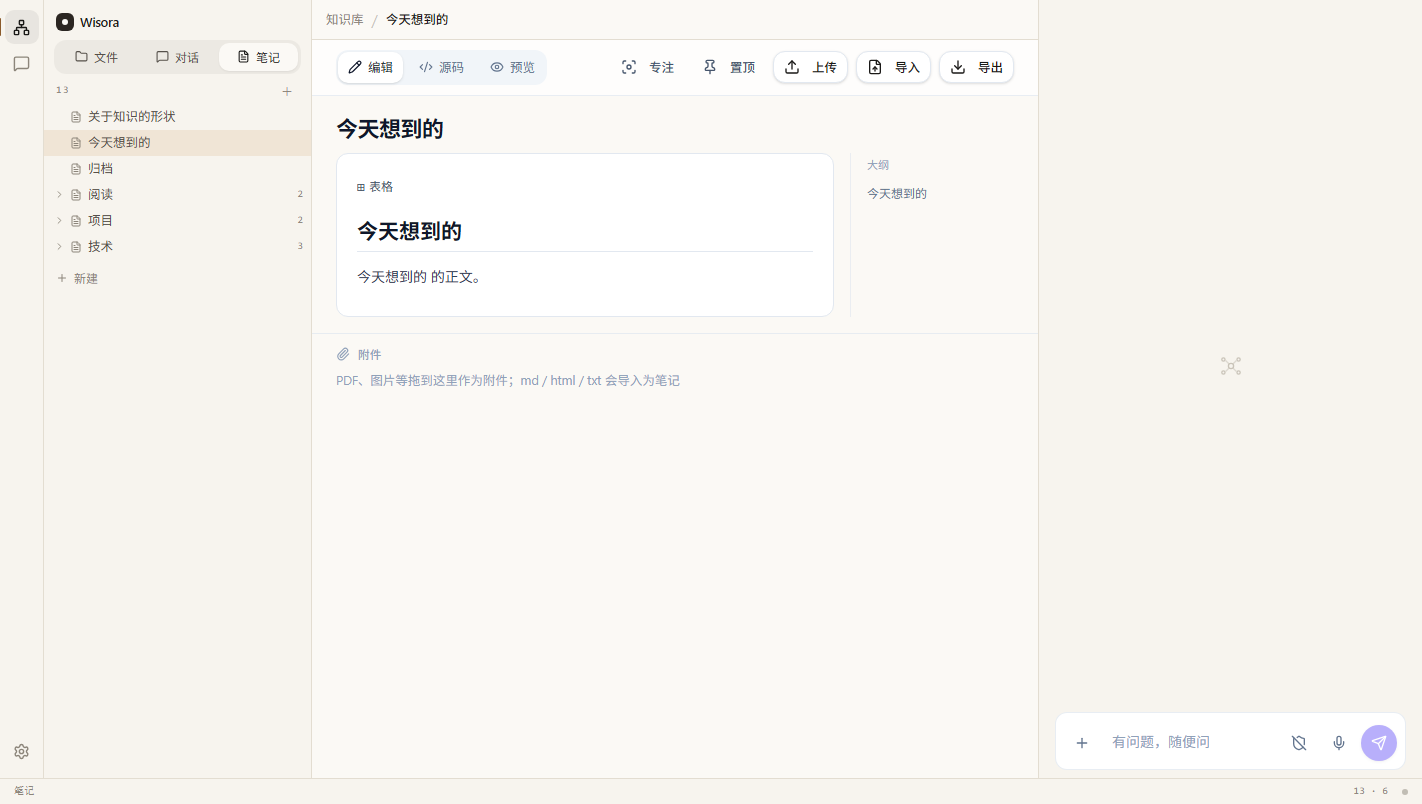 Wisora
文件
对话
笔记
13
关于知识的形状
今天想到的
归档
阅读 2
项目 2
技术 3
新建
知识库 / 今天想到的
编辑
源码
预览
专注
置顶
上传
导入
导出
今天想到的
表格
今天想到的
今天想到的 的正文。
大纲
今天想到的
附件
PDF、图片等拖到这里作为附件；md / html / txt 会导入为笔记
有问题，随便问
笔记
13 · 6